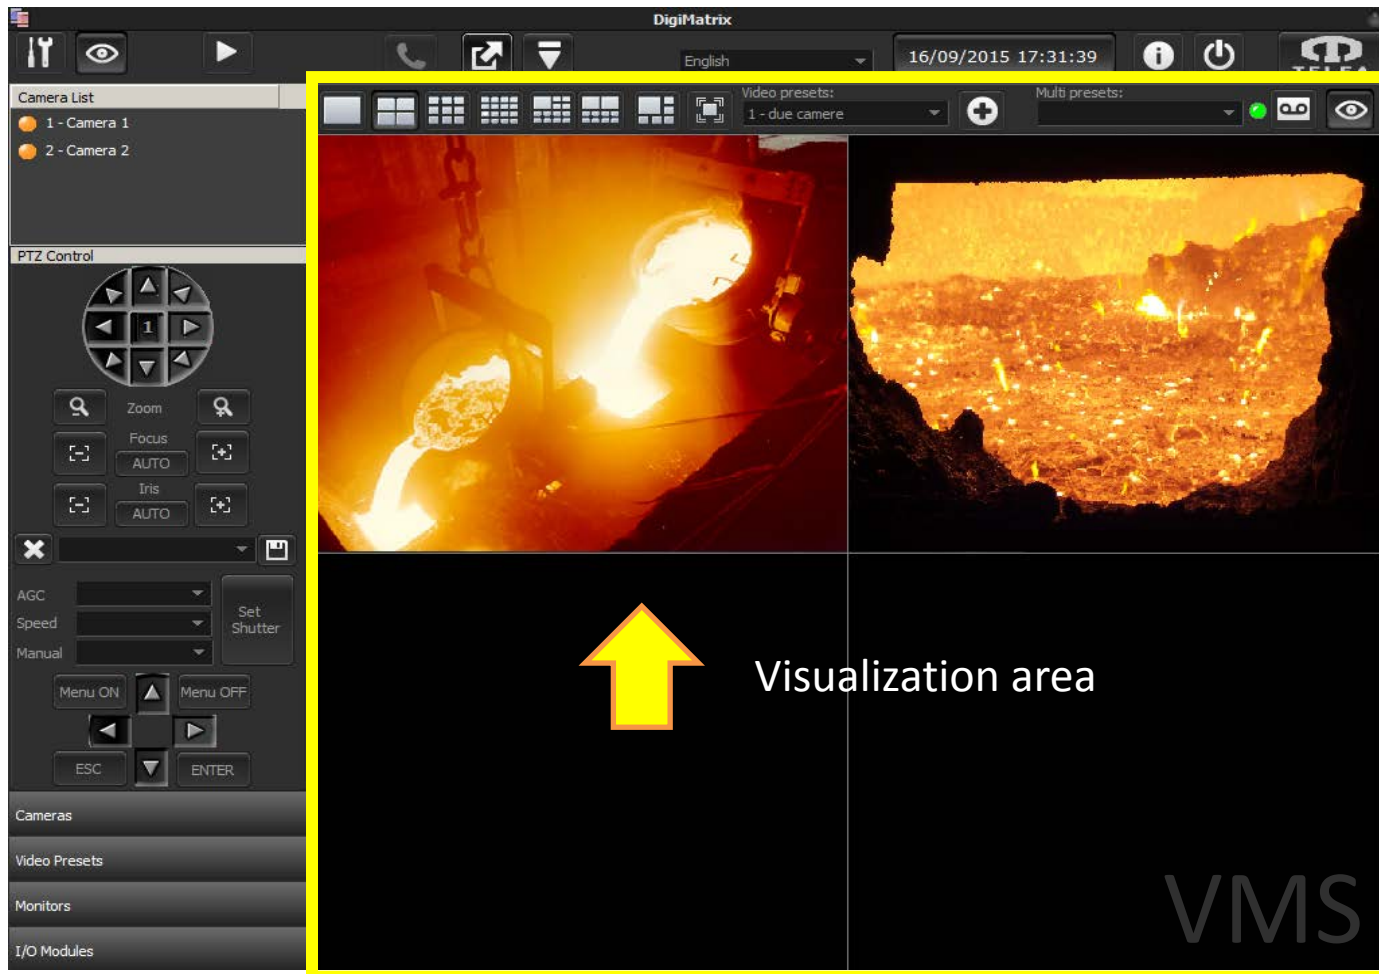 DigiMatrix
English
16/09/2015 17:31:39
TELEA
Camera List
1 - Camera 1
2 - Camera 2
Video presets:
1 - due camere
Multi presets:
PTZ Control
1
Zoom
Focus
AUTO
Iris
AUTO
AGC
Speed
Manual
Set
Shutter
Menu ON
Menu OFF
ESC
ENTER
Cameras
Video Presets
Monitors
I/O Modules
Visualization area
VMS